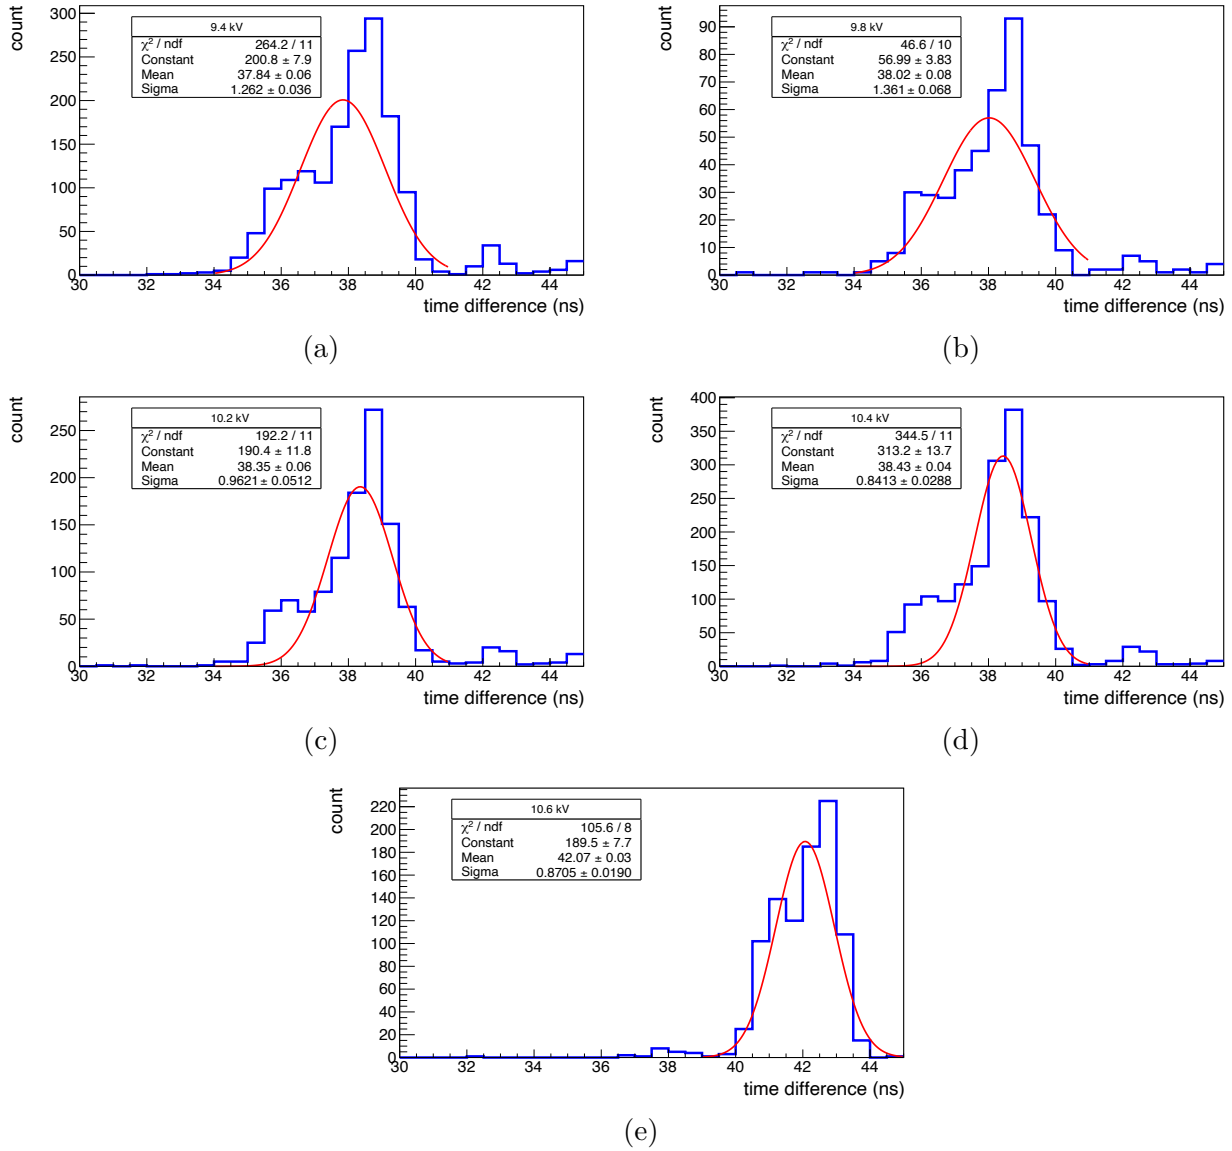 count
300
250
200
150
100
50
0
9.4 kV
χ² / ndf 264.2 / 11
Constant 200.8 ± 7.9
Mean 37.84 ± 0.06
Sigma 1.262 ± 0.036
30 32 34 36 38 40 42 44
time difference (ns)
(a)
count
90
80
70
60
50
40
30
20
10
0
9.8 kV
χ² / ndf 46.6 / 10
Constant 56.99 ± 3.83
Mean 38.02 ± 0.08
Sigma 1.361 ± 0.068
30 32 34 36 38 40 42 44
time difference (ns)
(b)
count
250
200
150
100
50
0
10.2 kV
χ² / ndf 192.2 / 11
Constant 190.4 ± 11.8
Mean 38.35 ± 0.06
Sigma 0.9621 ± 0.0512
30 32 34 36 38 40 42 44
time difference (ns)
(c)
count
400
350
300
250
200
150
100
50
0
10.4 kV
χ² / ndf 344.5 / 11
Constant 313.2 ± 13.7
Mean 38.43 ± 0.04
Sigma 0.8413 ± 0.0288
30 32 34 36 38 40 42 44
time difference (ns)
(d)
count
220
200
180
160
140
120
100
80
60
40
20
0
10.6 kV
χ² / ndf 105.6 / 8
Constant 189.5 ± 7.7
Mean 42.07 ± 0.03
Sigma 0.8705 ± 0.0190
30 32 34 36 38 40 42 44
time difference (ns)
(e)